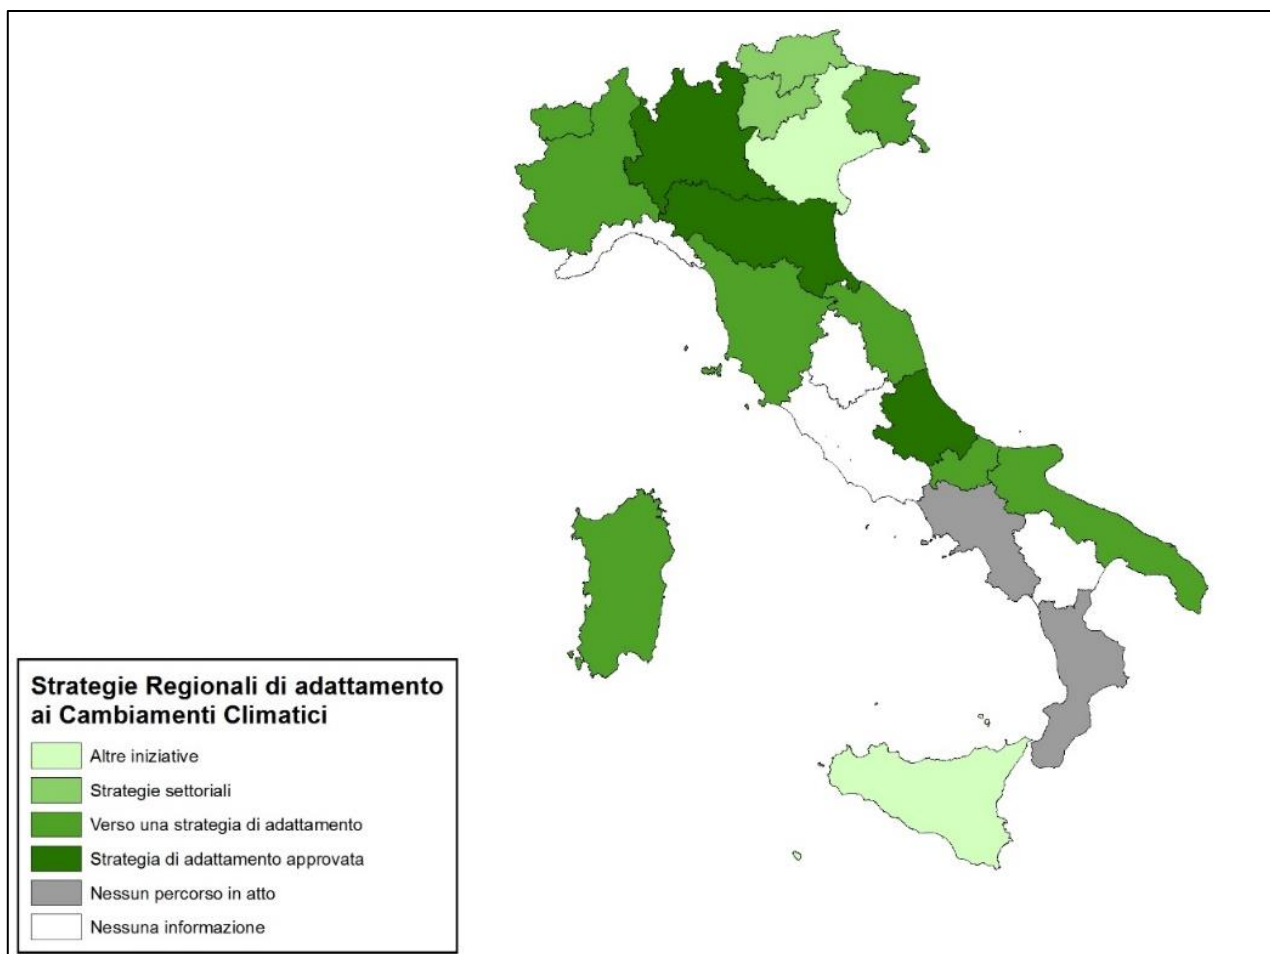 Strategie Regionali di adattamento
ai Cambiamenti Climatici
Altre iniziative
Strategie settoriali
Verso una strategia di adattamento
Strategia di adattamento approvata
Nessun percorso in atto
Nessuna informazione